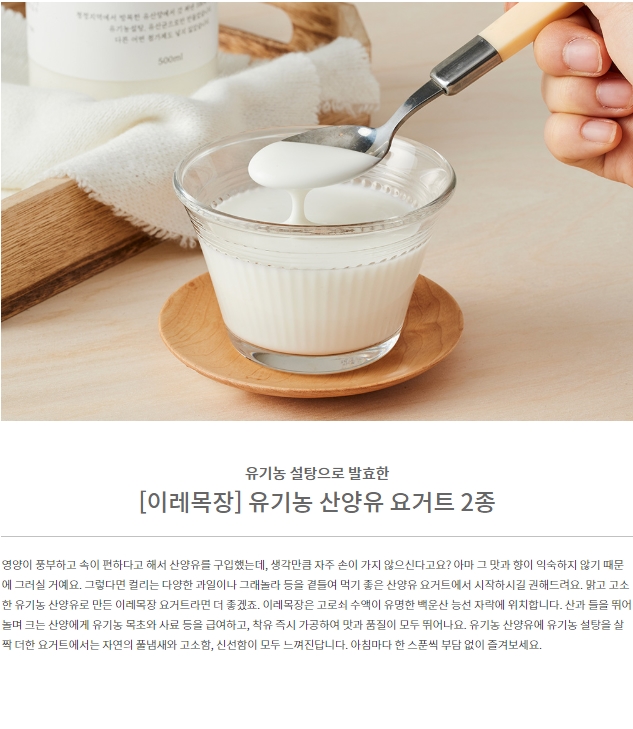 500ml
유기농 설탕으로 발효한
[이레목장] 유기농 산양유 요거트 2종
영양이 풍부하고 속이 편하다고 해서 산양유를 구입했는데, 생각만큼 자주 손이 가지 않으신다고요? 아마 그 맛과 향이 익숙하지 않기 때문
에 그러실 거예요. 그렇다면 컬리는 다양한 과일이나 그래놀라 등을 곁들여 먹기 좋은 산양유 요거트에서 시작하시길 권해드려요. 맑고 고소
한 유기농 산양유로 만든 이레목장 요거트라면 더 좋겠죠. 이레목장은 고로쇠 수액이 유명한 백운산 능선 자락에 위치합니다. 산과 들을 뛰어
놀며 크는 산양에게 유기농 목초와 사료 등을 급여하고, 착유 즉시 가공하여 맛과 품질이 모두 뛰어나요. 유기농 산양유에 유기농 설탕을 살
짝 더한 요거트에서는 자연의 풀냄새와 고소함, 신선함이 모두 느껴진답니다. 아침마다 한 스푼씩 부담 없이 즐겨보세요.